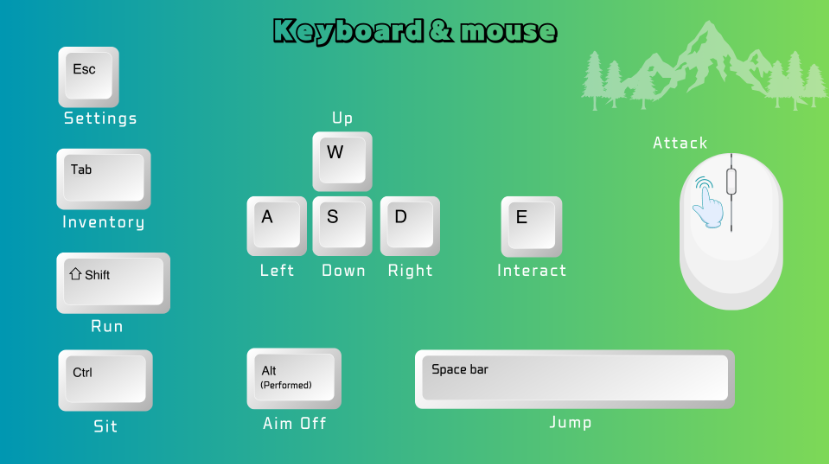 Keyboard & mouse
Esc
Settings
Tab
Inventory
⇧ Shift
Run
Ctrl
Sit
Up
W
A
S
D
Left
Down
Right
E
Interact
Attack
Alt
(Performed)
Aim Off
Space bar
Jump